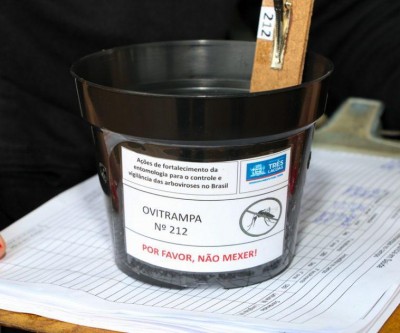 212
Ações de fortalecimento da
entomologia para o controle e
vigilância das arboviroses no Brasil
TRÊS
LAGOAS
OVITRAMPA
Nº 212
POR FAVOR, NÃO MEXER!